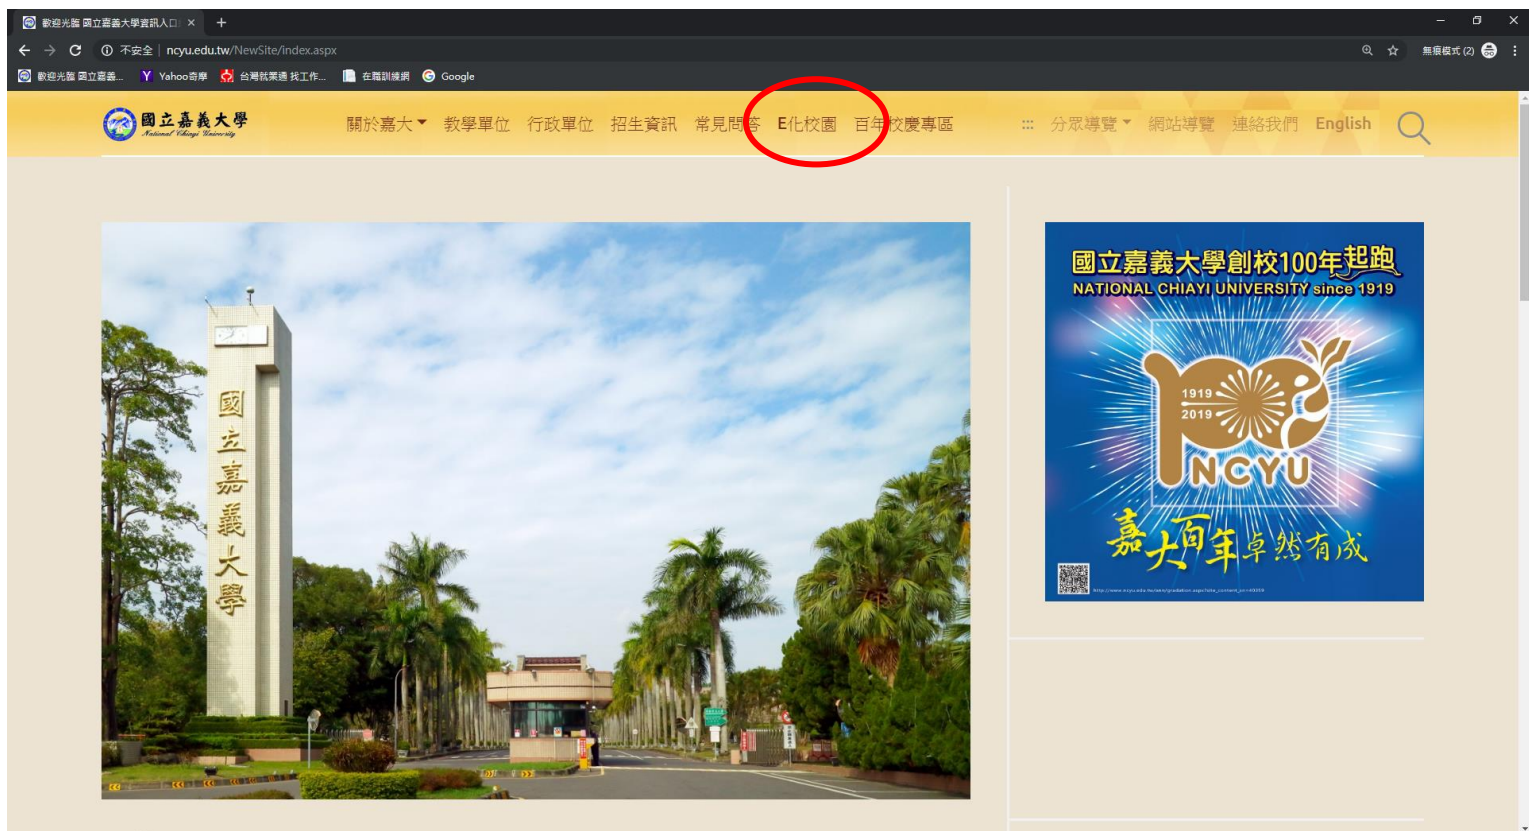 歡迎光臨 國立嘉義大學資訊入口
不安全 | ncyu.edu.tw/NewSite/index.aspx
無痕模式 (2)
歡迎光臨 國立嘉義... Yahoo奇摩 台灣就業通 找工作... 在職訓練網 Google
國立嘉義大學
National Chiayi University
關於嘉大 教學單位 行政單位 招生資訊 常見問答 E化校園 百年校慶專區 ::: 分眾導覽 網站導覽 連絡我們 English
國立嘉義大學
國立嘉義大學創校100年起跑
NATIONAL CHIAYI UNIVERSITY since 1919
1919
2019
NCYU
嘉大百年卓然有成